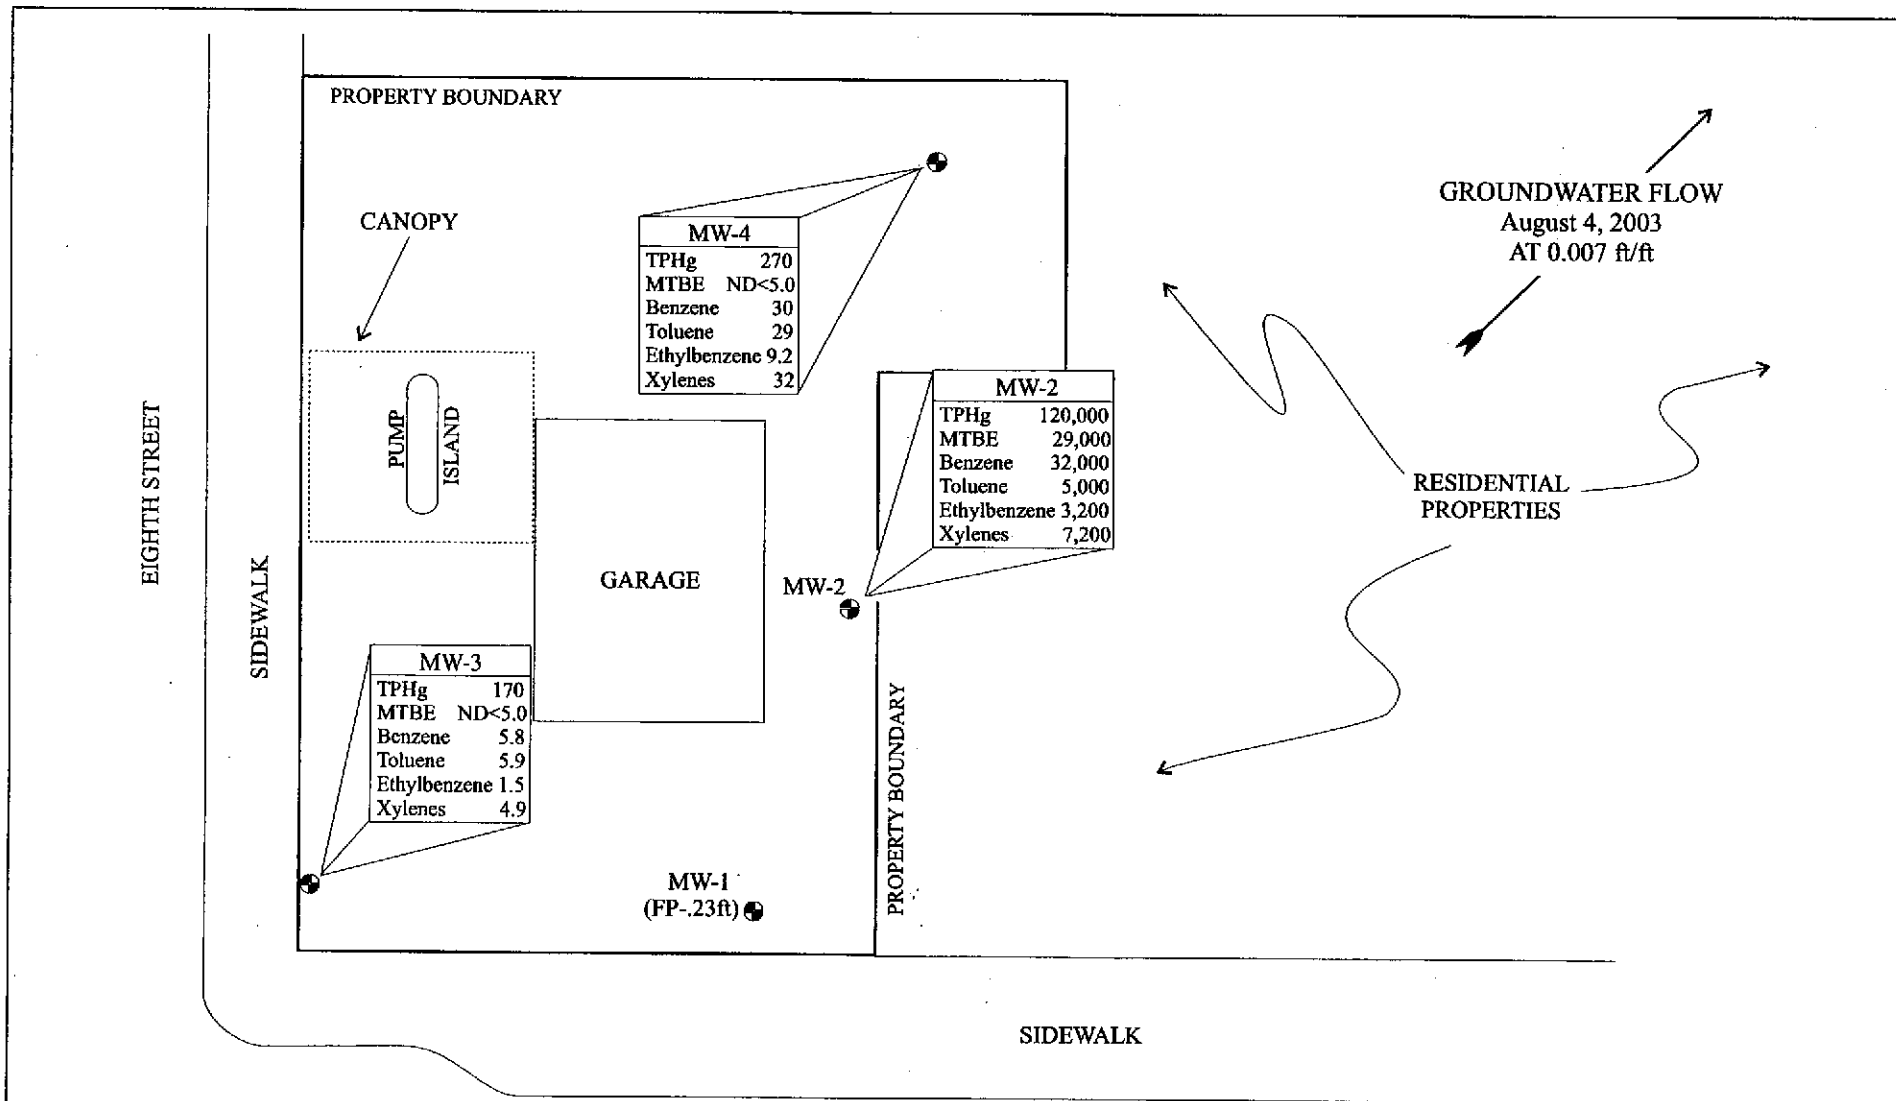 PROPERTY BOUNDARY
CANOPY
MW-4
TPHg 270
MTBE ND<5.0
Benzene 30
Toluene 29
Ethylbenzene 9.2
Xylenes 32
GROUNDWATER FLOW
August 4, 2003
AT 0.007 ft/ft
EIGHTH STREET
SIDEWALK
PUMP
ISLAND
GARAGE
MW-2
TPHg 120,000
MTBE 29,000
Benzene 32,000
Toluene 5,000
Ethylbenzene 3,200
Xylenes 7,200
MW-2
RESIDENTIAL
PROPERTIES
MW-3
TPHg 170
MTBE ND<5.0
Benzene 5.8
Toluene 5.9
Ethylbenzene 1.5
Xylenes 4.9
PROPERTY BOUNDARY
MW-1
(FP-.23ft)
SIDEWALK